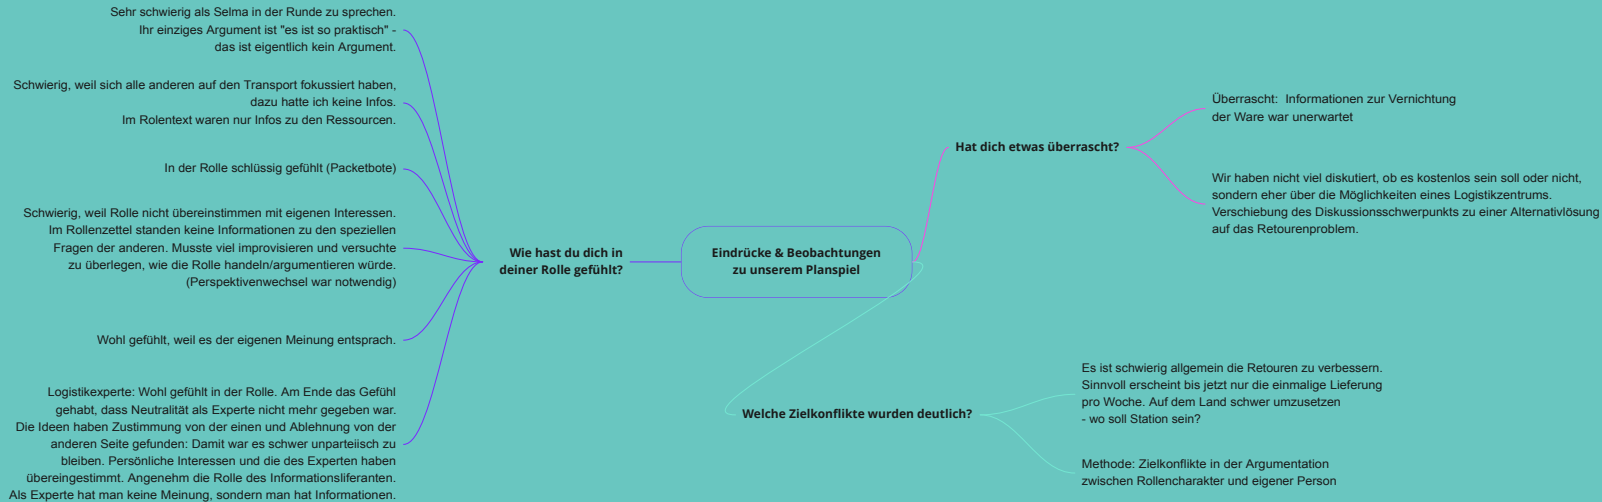 Sehr schwierig als Selma in der Runde zu sprechen.
Ihr einziges Argument ist "es ist so praktisch" -
das ist eigentlich kein Argument.
Schwierig, weil sich alle anderen auf den Transport fokussiert haben,
dazu hatte ich keine Infos.
Im Rolentext waren nur Infos zu den Ressourcen.
In der Rolle schlüssig gefühlt (Packetbote)
Schwierig, weil Rolle nicht übereinstimmen mit eigenen Interessen.
Im Rollenzettel standen keine Informationen zu den speziellen
Fragen der anderen. Musste viel improvisieren und versuchte
zu überlegen, wie die Rolle handeln/argumentieren würde.
(Perspektivenwechsel war notwendig)
Wohl gefühlt, weil es der eigenen Meinung entsprach.
Logistikexperte: Wohl gefühlt in der Rolle. Am Ende das Gefühl
gehabt, dass Neutralität als Experte nicht mehr gegeben war.
Die Ideen haben Zustimmung von der einen und Ablehnung von der
anderen Seite gefunden: Damit war es schwer unparteiisch zu
bleiben. Persönliche Interessen und die des Experten haben
übereingestimmt. Angenehm die Rolle des Informationsliferanten.
Als Experte hat man keine Meinung, sondern man hat Informationen.
Wie hast du dich in
deiner Rolle gefühlt?
Eindrücke & Beobachtungen
zu unserem Planspiel
Hat dich etwas überrascht?
Überrascht: Informationen zur Vernichtung
der Ware war unerwartet
Wir haben nicht viel diskutiert, ob es kostenlos sein soll oder nicht,
sondern eher über die Möglichkeiten eines Logistikzentrums.
Verschiebung des Diskussionsschwerpunkts zu einer Alternativlösung
auf das Retourenproblem.
Welche Zielkonflikte wurden deutlich?
Es ist schwierig allgemein die Retouren zu verbessern.
Sinnvoll erscheint bis jetzt nur die einmalige Lieferung
pro Woche. Auf dem Land schwer umzusetzen
- wo soll Station sein?
Methode: Zielkonflikte in der Argumentation
zwischen Rollencharakter und eigener Person